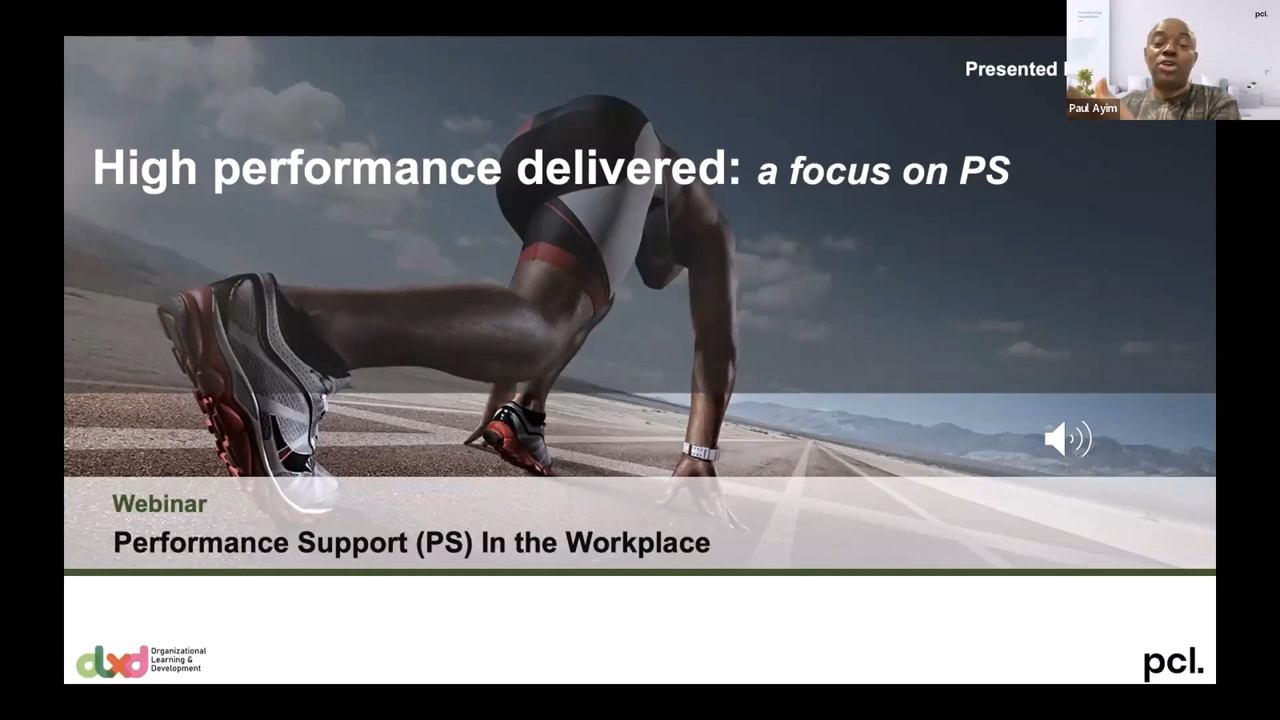 pcl.
Presented
Paul Ayim
High performance delivered: a focus on PS
Webinar
Performance Support (PS) In the Workplace
olxd
Organizational
Learning &
Development
pcl.